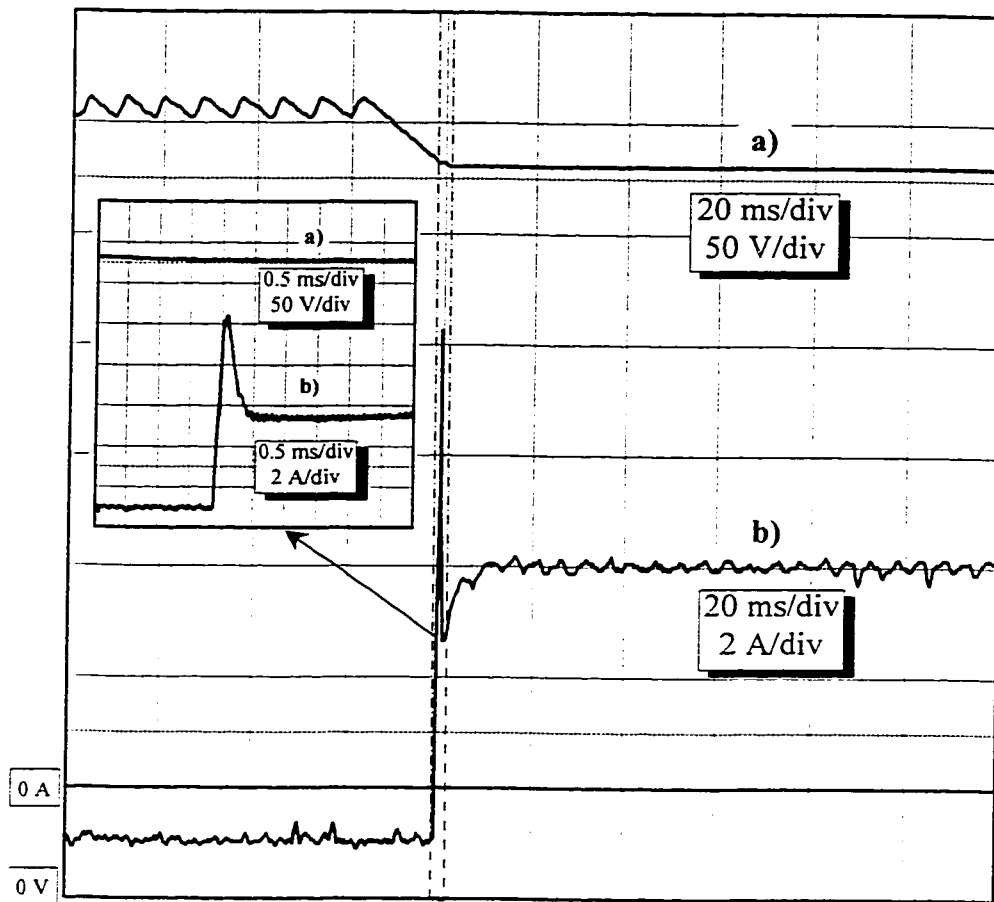 a)
20 ms/div
50 V/div
a)
0.5 ms/div
50 V/div
b)
0.5 ms/div
2 A/div
b)
20 ms/div
2 A/div
0 A
0 V